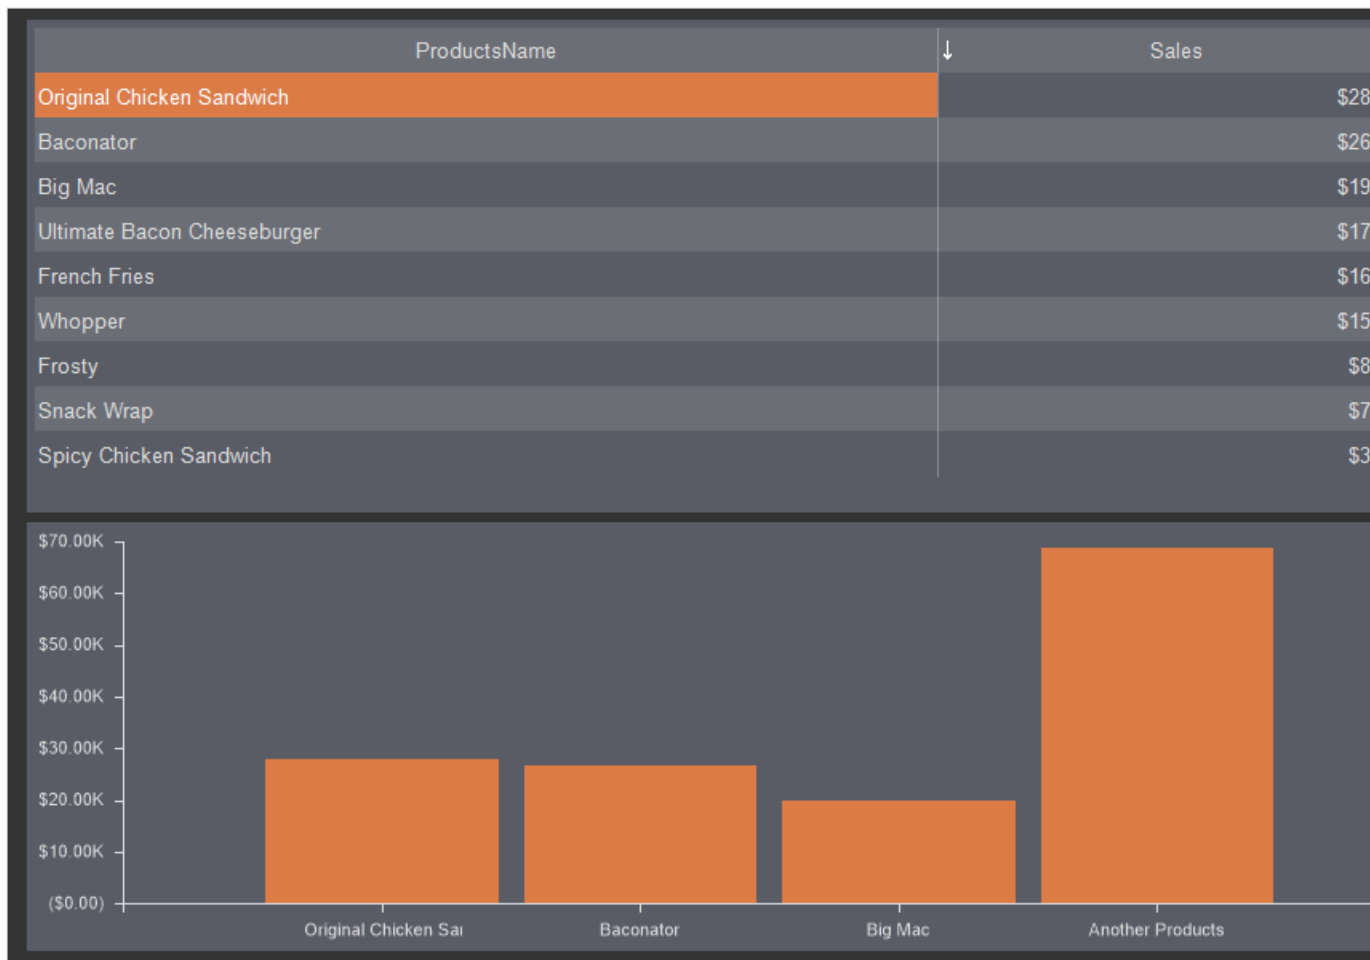 ProductsName ↓ Sales
Original Chicken Sandwich $28
Baconator $26
Big Mac $19
Ultimate Bacon Cheeseburger $17
French Fries $16
Whopper $15
Frosty $8
Snack Wrap $7
Spicy Chicken Sandwich $3
$70.00K
$60.00K
$50.00K
$40.00K
$30.00K
$20.00K
$10.00K
($0.00)
Original Chicken Sa Baconator Big Mac Another Products